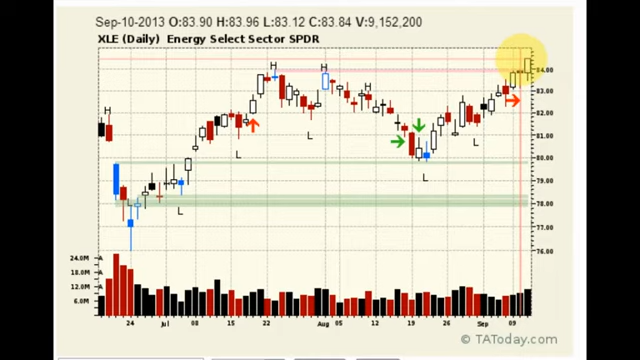 Sep-10-2013 O:83.90 H:83.96 L:83.12 C:83.84 V:9,152,200
XLE (Daily) Energy Select Sector SPDR
H
H
H
H
L
L
L
L
L
84.00
83.00
82.00
81.00
80.00
79.00
78.00
77.00
76.00
24.0M
18.0M
12.0M
6.0M
A
A
24 Jul 08 15 22 Aug 05 12 19 26 Sep 09
© TAToday.com